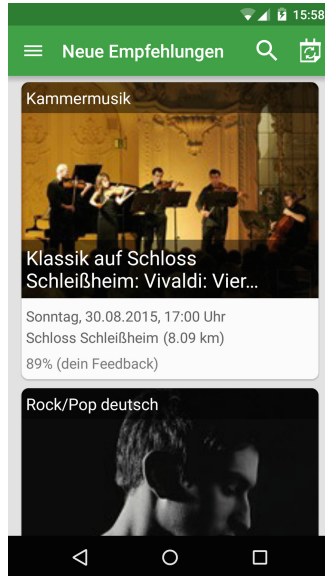 15:58
Neue Empfehlungen
Kammermusik
Klassik auf Schloss
Schleißheim: Vivaldi: Vier...
Sonntag, 30.08.2015, 17:00 Uhr
Schloss Schleißheim (8.09 km)
89% (dein Feedback)
Rock/Pop deutsch